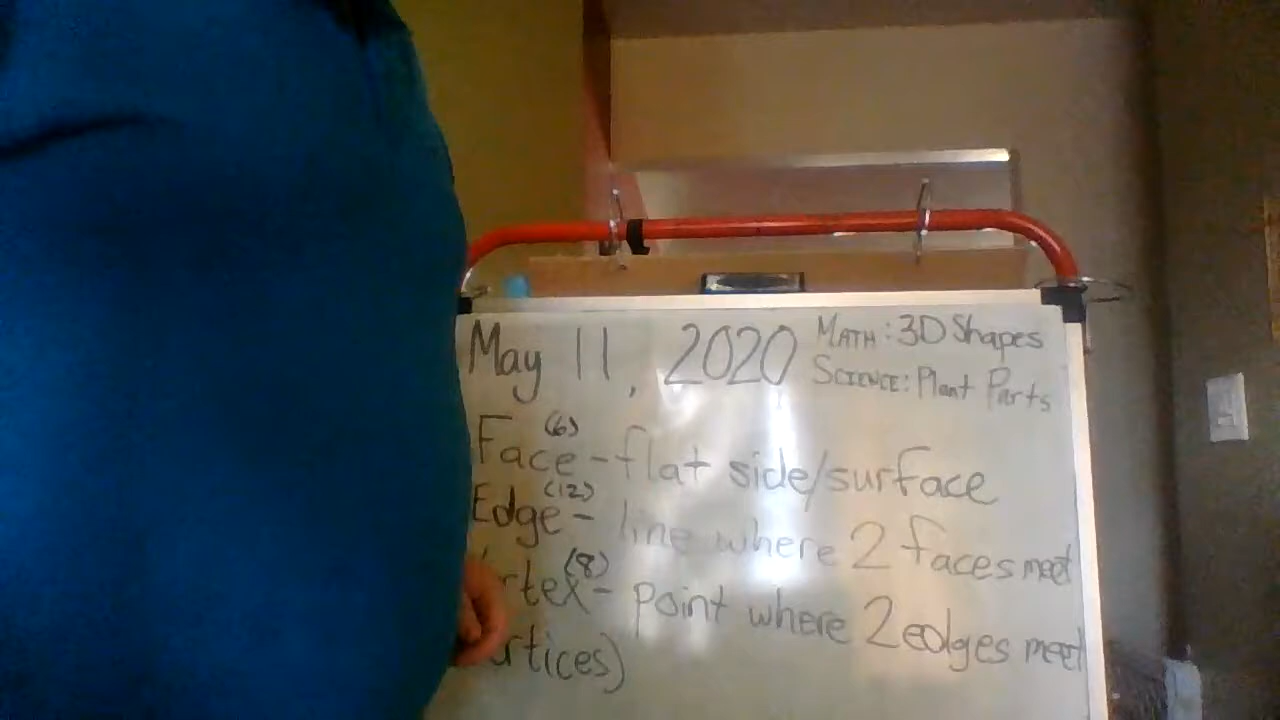 May 11, 2020
MATH: 3D Shapes
SCIENCE: Plant Parts
(6)
Face - flat side/surface
(12)
Edge - line where 2 faces meet
(8)
rtex - point where 2 edges meet
rtices)